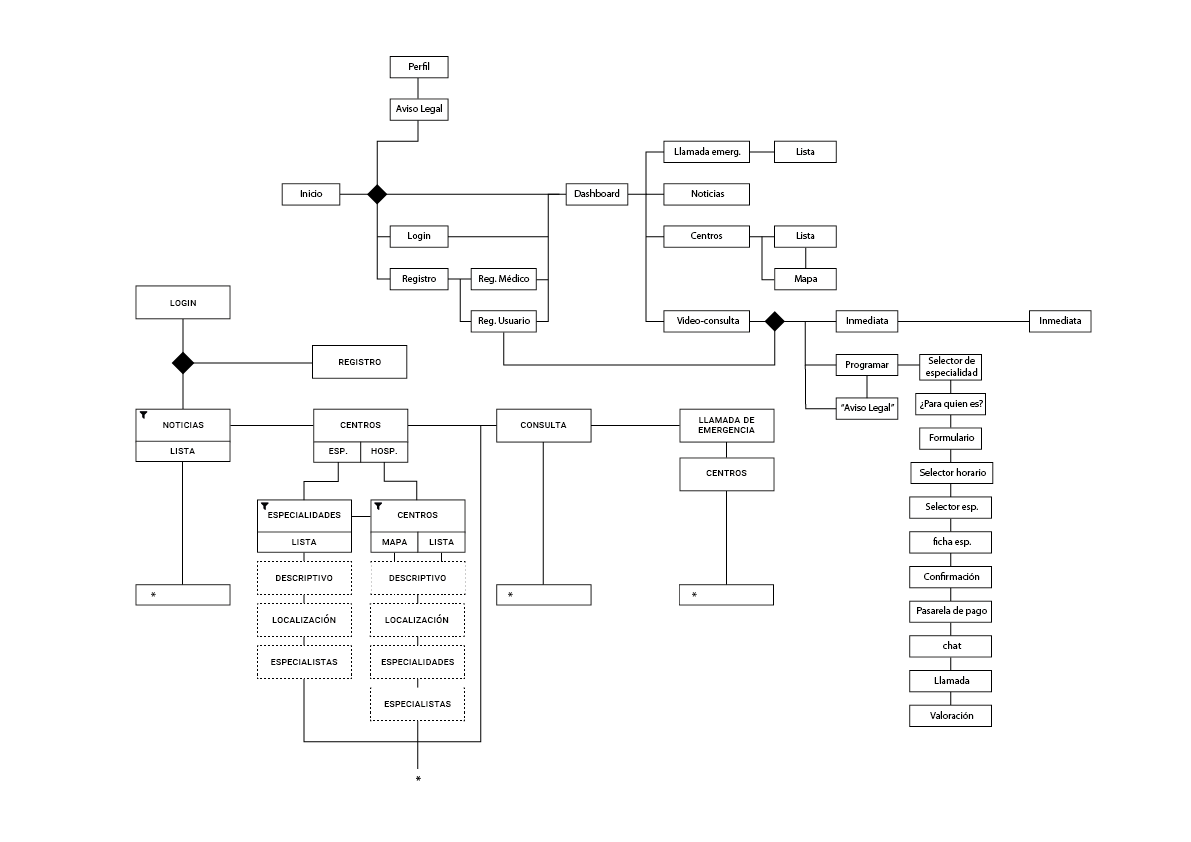 Perfil
Aviso Legal
Llamada emerg.
Lista
Inicio
Dashboard
Noticias
Login
Centros
Lista
Registro
Reg. Médico
Mapa
Reg. Usuario
Video-consulta
Inmediata
Inmediata
Programar
Selector de
especialidad
"Aviso Legal"
¿Para quien es?
Formulario
Selector horario
Selector esp.
ficha esp.
Confirmación
Pasarela de pago
chat
Llamada
Valoración
LOGIN
REGISTRO
NOTICIAS
LISTA
CENTROS
ESP.
HOSP.
CONSULTA
LLAMADA DE
EMERGENCIA
CENTROS
ESPECIALIDADES
LISTA
CENTROS
MAPA
LISTA
DESCRIPTIVO
DESCRIPTIVO
*
*
*
LOCALIZACIÓN
LOCALIZACIÓN
ESPECIALISTAS
ESPECIALIDADES
ESPECIALISTAS
*